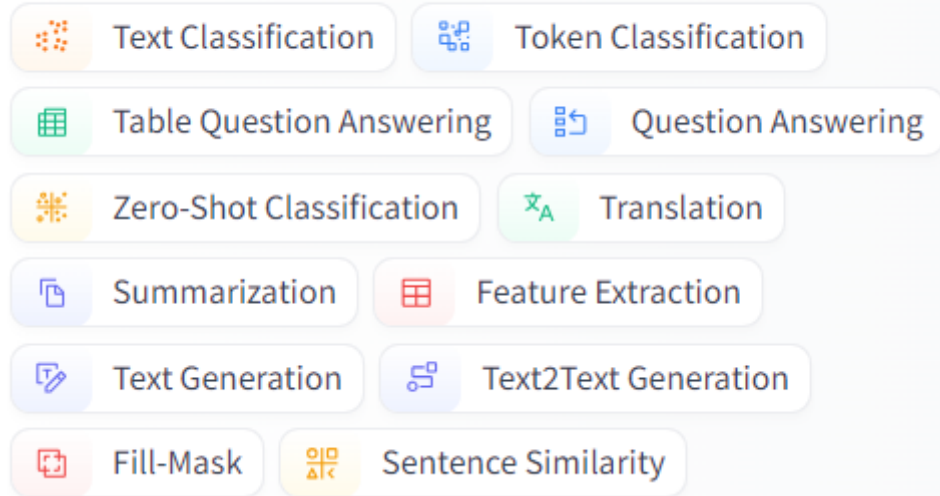 Text Classification
Token Classification
Table Question Answering
Question Answering
Zero-Shot Classification
Translation
Summarization
Feature Extraction
Text Generation
Text2Text Generation
Fill-Mask
Sentence Similarity